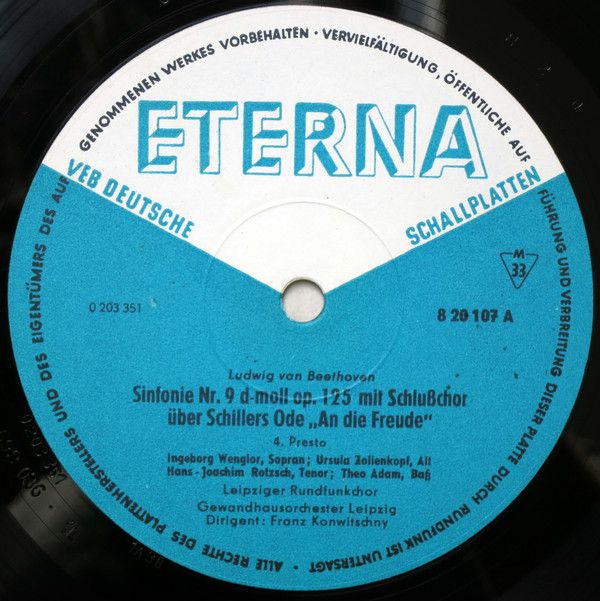 ALLE RECHTE DES PLATTENHERSTELLERS UND DES EIGENTÜMERS DES AUF GENOMMENEN WERKES VORBEHALTEN · VERVIELFÄLTIGUNG, ÖFFENTLICHE AUF FÜHRUNG UND VERBREITUNG DIESER PLATTE DURCH RUNDFUNK IST UNTERSAGT ·
ETERNA
VEB DEUTSCHE SCHALLPLATTEN
M
33
0 203 351
8 20 107 A
Ludwig van Beethoven
Sinfonie Nr. 9 d-moll op. 125 mit Schlußchor
über Schillers Ode „An die Freude"
4. Presto
Ingeborg Wenglor, Sopran; Ursula Zollenkopf, Alt
Hans-Joachim Rotzsch, Tenor; Theo Adam, Baß
Leipziger Rundfunkchor
Gewandhausorchester Leipzig
Dirigent: Franz Konwitschny